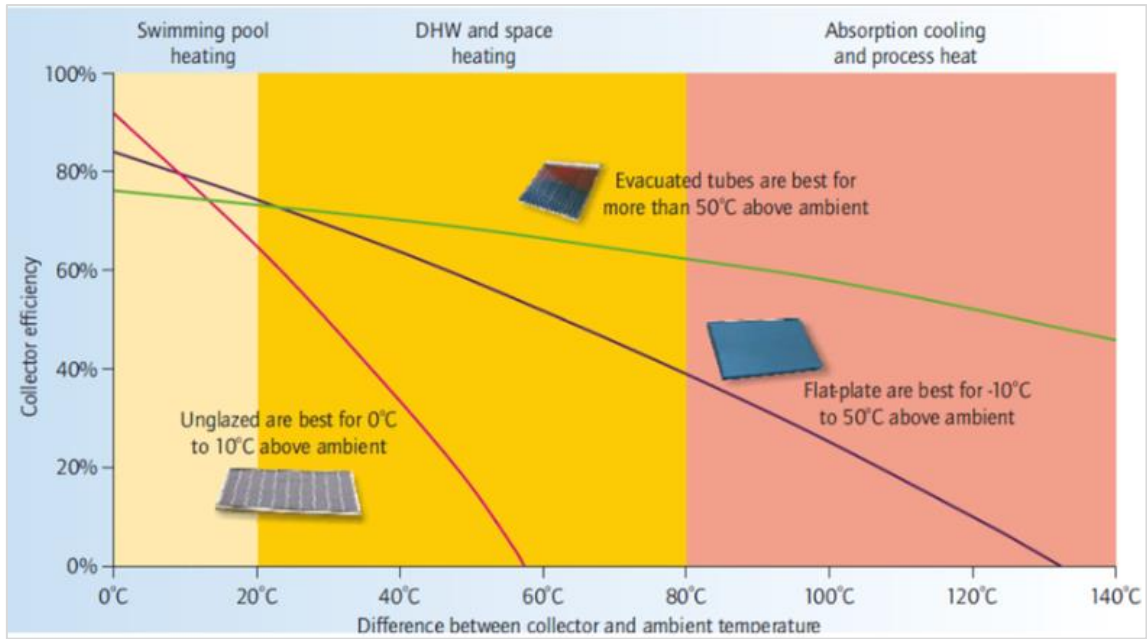 Swimming pool
heating
DHW and space
heating
Absorption cooling
and process heat
100%
80%
60%
40%
20%
0%
Collector efficiency
Evacuated tubes are best for
more than 50°C above ambient
Flat-plate are best for -10°C
to 50°C above ambient
Unglazed are best for 0°C
to 10°C above ambient
0°C 20°C 40°C 60°C 80°C 100°C 120°C 140°C
Difference between collector and ambient temperature